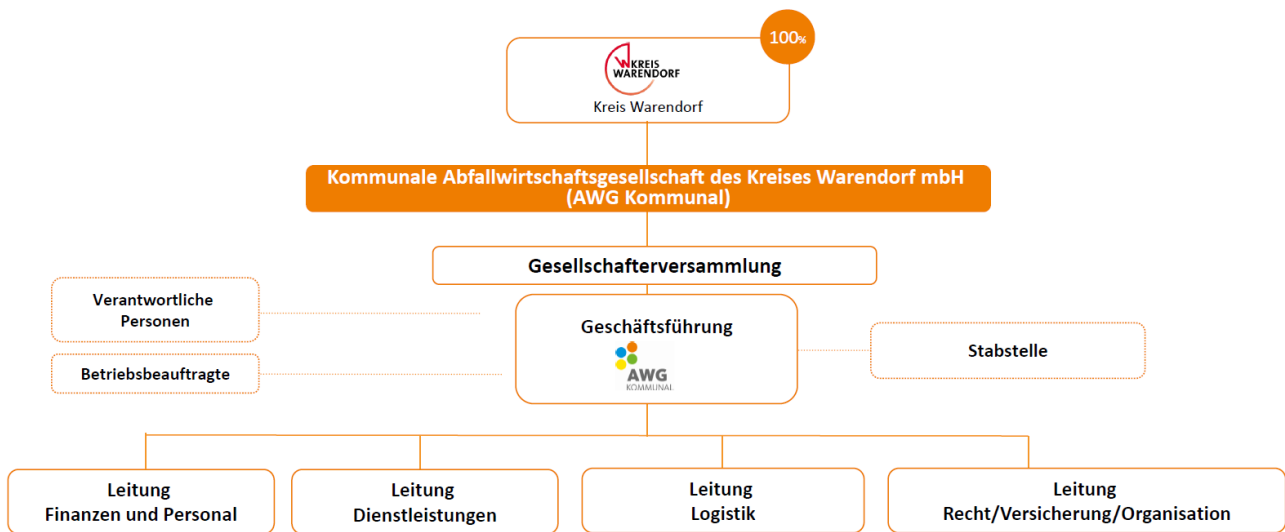 100%
KREIS
WARENDORF
Kreis Warendorf
Kommunale Abfallwirtschaftsgesellschaft des Kreises Warendorf mbH
(AWG Kommunal)
Gesellschafterversammlung
Verantwortliche
Personen
Geschäftsführung
Stabstelle
Betriebsbeauftragte
AWG
KOMMUNAL
Leitung
Finanzen und Personal
Leitung
Dienstleistungen
Leitung
Logistik
Leitung
Recht/Versicherung/Organisation